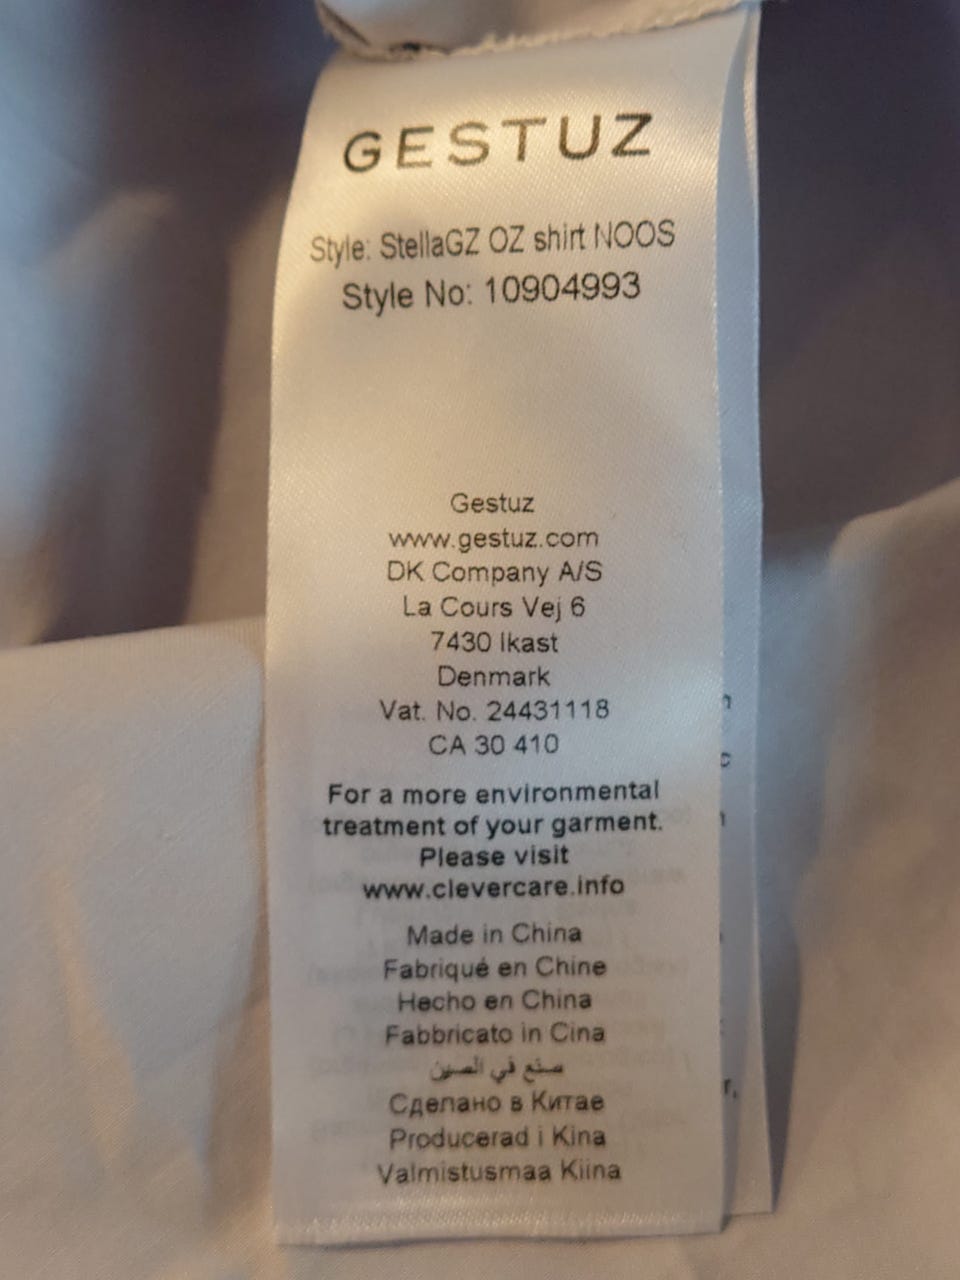 GESTUZ
Style: StellaGZ OZ shirt NOOS
Style No: 10904993
Gestuz
www.gestuz.com
DK Company A/S
La Cours Vej 6
7430 Ikast
Denmark
Vat. No. 24431118
CA 30 410
For a more environmental
treatment of your garment.
Please visit
www.clevercare.info
Made in China
Fabriqué en Chine
Hecho en China
Fabbricato in Cina
صنع في الصين
Сделано в Китае
Producerad i Kina
Valmistusmaa Kiina